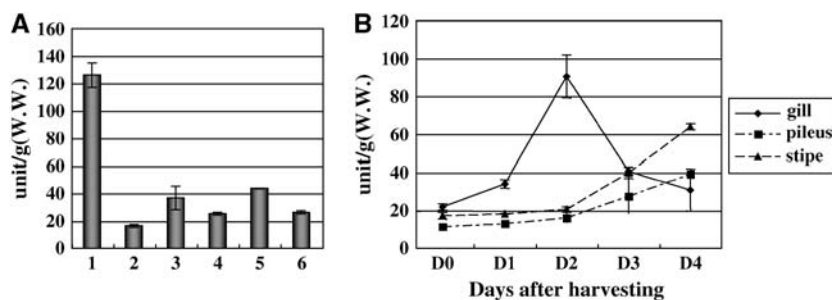 A
unit/g(W.W.)
160
140
120
100
80
60
40
20
0
1 2 3 4 5 6
B
unit/g(W.W.)
120
100
80
60
40
20
0
D0 D1 D2 D3 D4
Days after harvesting
gill
pileus
stipe